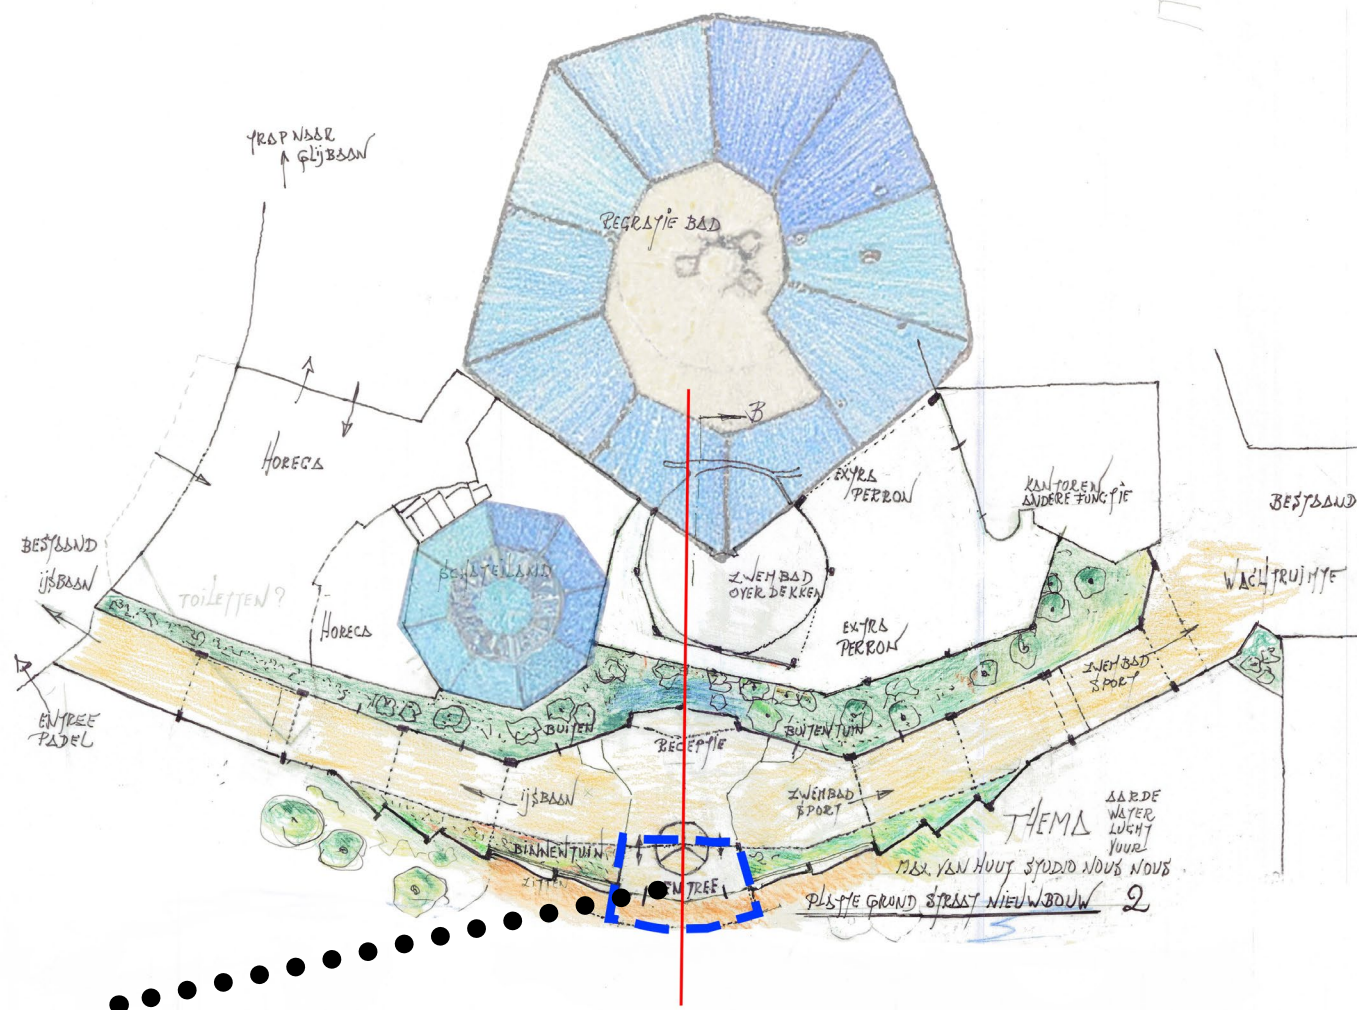 TRAP NAAR
GLIJBAAN
RECRATIE BAD
B
HORECA
EXTRA
PERRON
KANTOREN
ANDERE FUNCTIE
BESTAAND
BESTAAND
IJSBAAN
TOILETTEN?
HORECA
ZWEMBAD
OVERDEKKEN
EXTRA
PERRON
WACHTRUIMTE
ZWEMBAD
SPORT
ENTREE
PADEL
BUITEN
RECEPTIE
BUITENTUIN
IJSBAAN
ZWEMBAD
SPORT
THEMA
AARDE
WATER
LUCHT
VUUR
BINNENTUIN
ZITTEN
ENTREE
MAX VAN HUUT STUDIO NOUS NOUS
PLATTE GROND STRAAT NIEUWBOUW 2